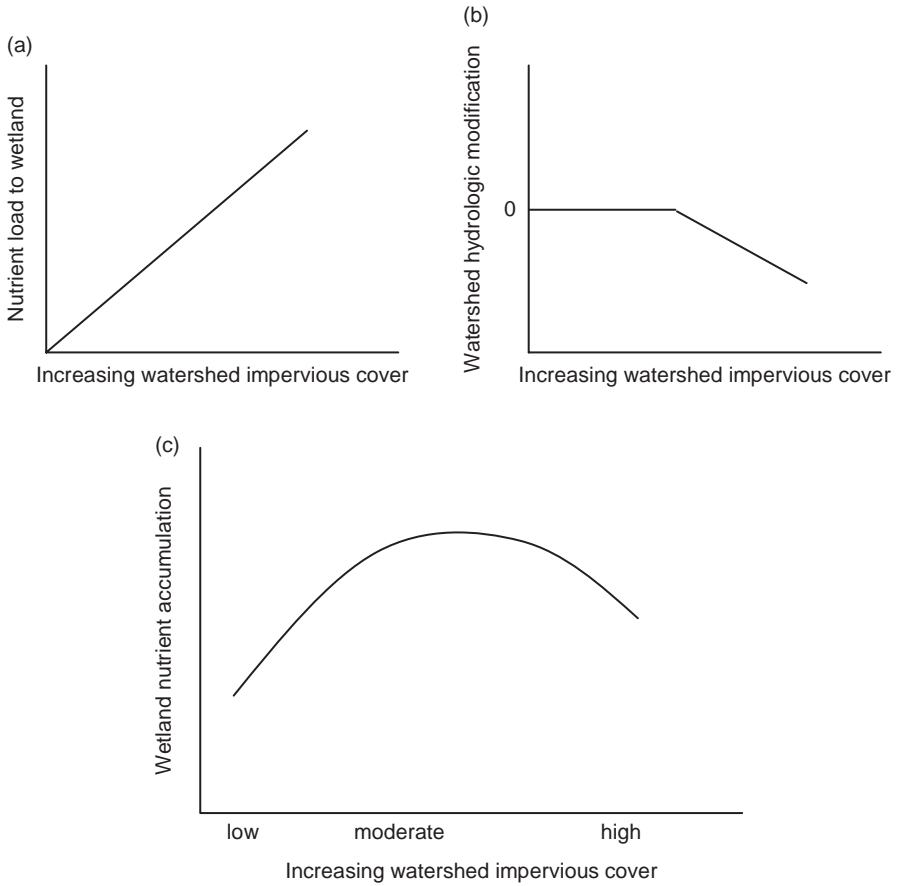 (a)
Nutrient load to wetland
Increasing watershed impervious cover
(b)
Watershed hydrologic modification
0
Increasing watershed impervious cover
(c)
Wetland nutrient accumulation
low moderate high
Increasing watershed impervious cover